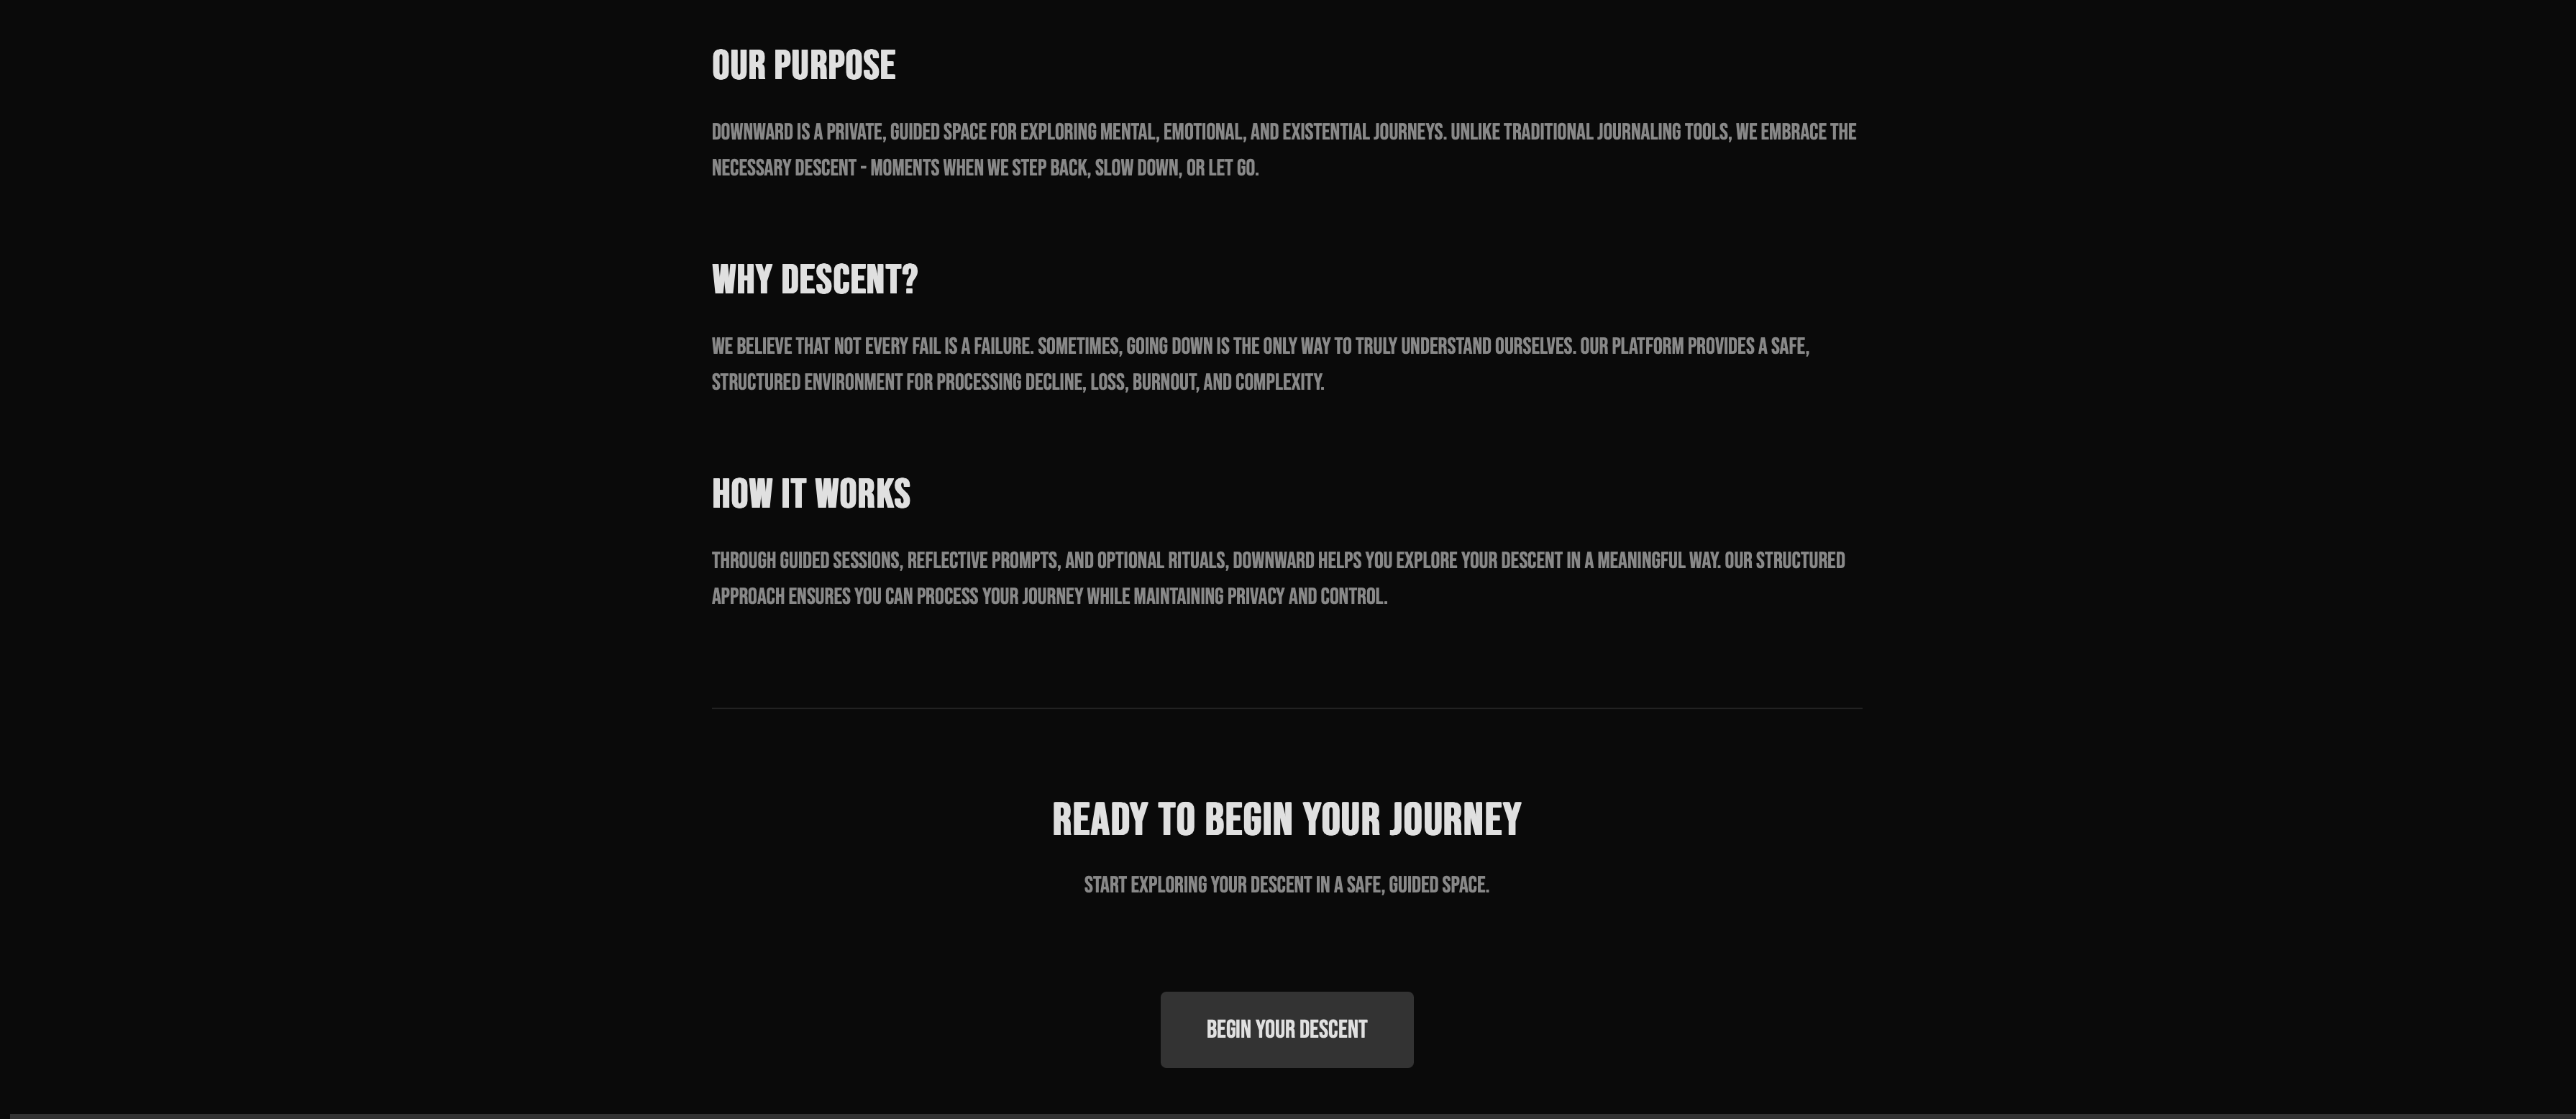 OUR PURPOSE
DOWNWARD IS A PRIVATE, GUIDED SPACE FOR EXPLORING MENTAL, EMOTIONAL, AND EXISTENTIAL JOURNEYS. UNLIKE TRADITIONAL JOURNALING TOOLS, WE EMBRACE THE
NECESSARY DESCENT - MOMENTS WHEN WE STEP BACK, SLOW DOWN, OR LET GO.
WHY DESCENT?
WE BELIEVE THAT NOT EVERY FAIL IS A FAILURE. SOMETIMES, GOING DOWN IS THE ONLY WAY TO TRULY UNDERSTAND OURSELVES. OUR PLATFORM PROVIDES A SAFE,
STRUCTURED ENVIRONMENT FOR PROCESSING DECLINE, LOSS, BURNOUT, AND COMPLEXITY.
HOW IT WORKS
THROUGH GUIDED SESSIONS, REFLECTIVE PROMPTS, AND OPTIONAL RITUALS, DOWNWARD HELPS YOU EXPLORE YOUR DESCENT IN A MEANINGFUL WAY. OUR STRUCTURED
APPROACH ENSURES YOU CAN PROCESS YOUR JOURNEY WHILE MAINTAINING PRIVACY AND CONTROL.
READY TO BEGIN YOUR JOURNEY
START EXPLORING YOUR DESCENT IN A SAFE, GUIDED SPACE.
BEGIN YOUR DESCENT